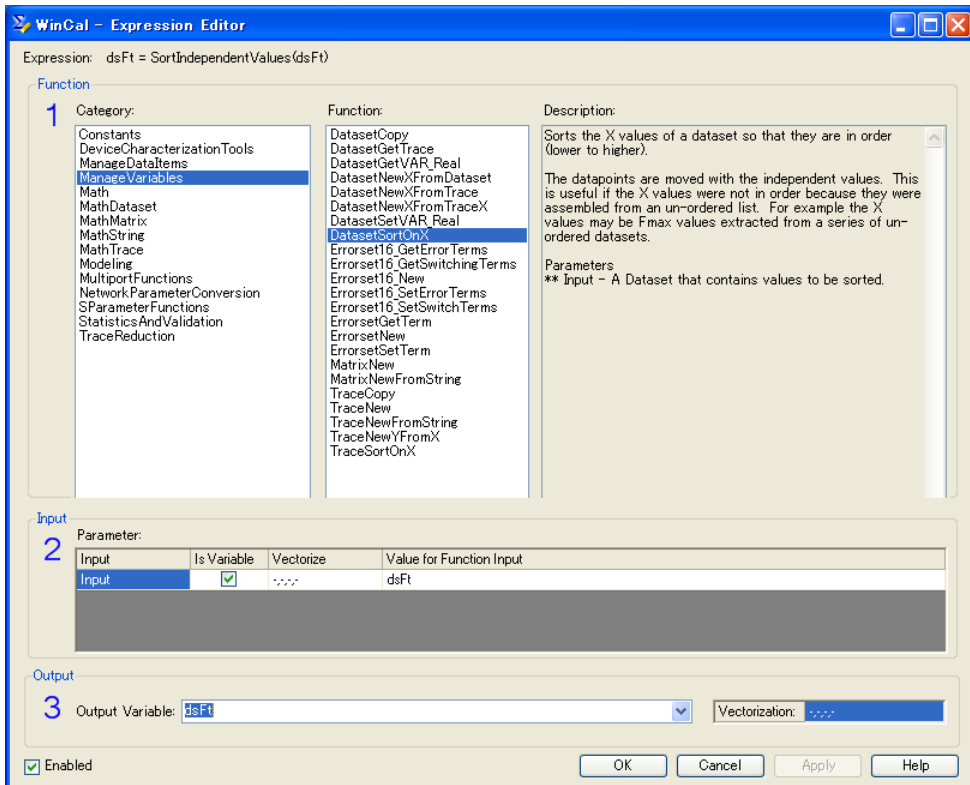 WinCal - Expression Editor
Expression: dsFt = SortIndependentValues(dsFt)
Function
1
Category:
Constants
DeviceCharacterizationTools
ManageDataItems
ManageVariables
Math
MathDataset
MathMatrix
MathString
MathTrace
Modeling
MultiportFunctions
NetworkParameterConversion
SParameterFunctions
StatisticsAndValidation
TraceReduction
Function:
DatasetCopy
DatasetGetTrace
DatasetGetVAR_Real
DatasetNewXFromDataset
DatasetNewXFromTrace
DatasetNewXFromTraceX
DatasetSetVAR_Real
DatasetSortOnX
Errorset16_GetErrorTerms
Errorset16_GetSwitchingTerms
Errorset16_New
Errorset16_SetErrorTerms
Errorset16_SetSwitchTerms
ErrorsetGetTerm
ErrorsetNew
ErrorsetSetTerm
MatrixNew
MatrixNewFromString
TraceCopy
TraceNew
TraceNewFromString
TraceNewYFromX
TraceSortOnX
Description:
Sorts the X values of a dataset so that they are in order
(lower to higher).
The datapoints are moved with the independent values. This
is useful if the X values were not in order because they were
assembled from an un-ordered list. For example the X
values may be Fmax values extracted from a series of un-
ordered datasets.
Parameters
** Input - A Dataset that contains values to be sorted.
Input
2
Parameter:
Input Is Variable Vectorize Value for Function Input
Input -,-,-,- dsFt
Output
3
Output Variable: dsFt
Vectorization: -,-,-,-
Enabled
OK Cancel Apply Help